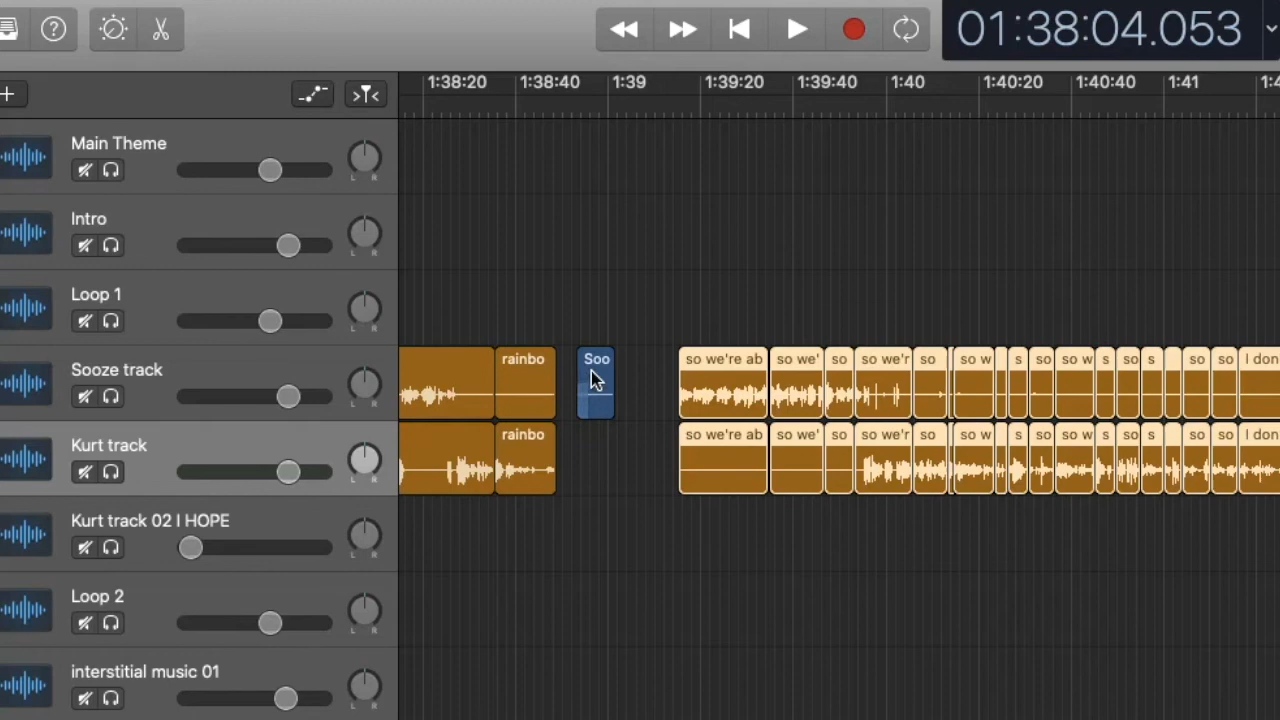 ?
01:38:04.053
1:38:20 1:38:40 1:39 1:39:20 1:39:40 1:40 1:40:20 1:40:40 1:41
Main Theme
L R
Intro
L R
Loop 1
L R
Sooze track
L R
rainbo Soo so we're ab so we' so so we'r so so w s so so w s so s so so I don
Kurt track
L R
rainbo so we're ab so we' so so we'r so so w s so so w s so s so so I don
Kurt track 02 I HOPE
L R
Loop 2
L R
interstitial music 01
L R